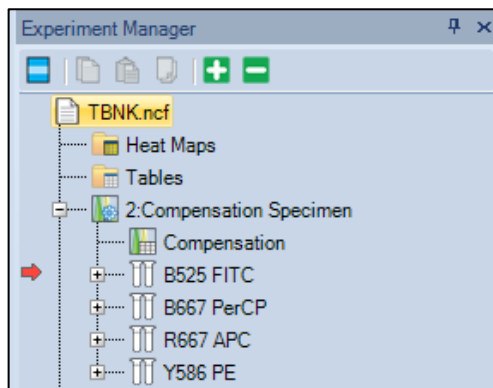 Experiment Manager
TBNK.ncf
Heat Maps
Tables
2:Compensation Specimen
Compensation
B525 FITC
B667 PerCP
R667 APC
Y586 PE